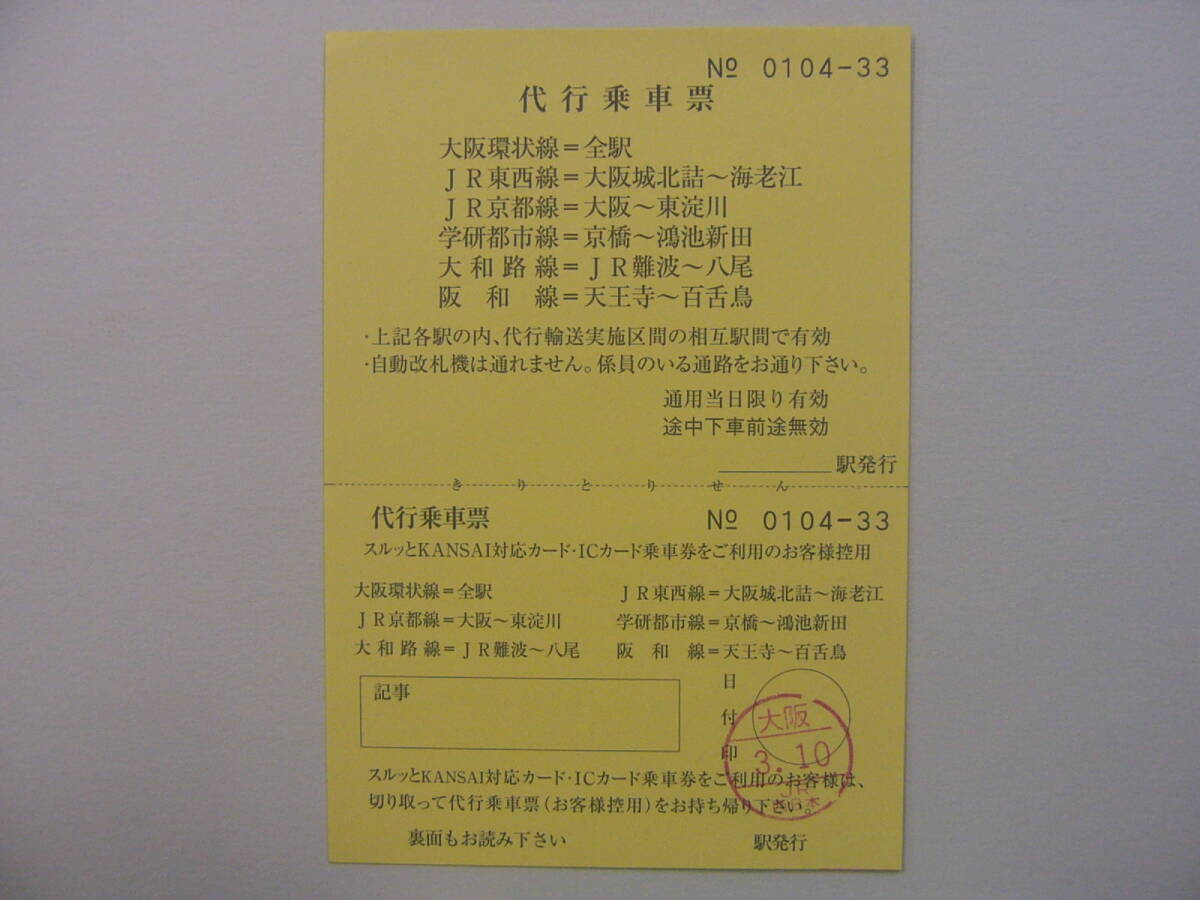 № 0104-33
代行乗車票
大阪環状線＝全駅
ＪＲ東西線＝大阪城北詰～海老江
ＪＲ京都線＝大阪～東淀川
学研都市線＝京橋～鴻池新田
大和路線＝ＪＲ難波～八尾
阪和線＝天王寺～百舌鳥
・上記各駅の内、代行輸送実施区間の相互駅間で有効
・自動改札機は通れません。係員のいる通路をお通り下さい。
通用当日限り有効
途中下車前途無効
駅発行
きりとりせん
代行乗車票 № 0104-33
スルッとKANSAI対応カード・ICカード乗車券をご利用のお客様控用
大阪環状線＝全駅 ＪＲ東西線＝大阪城北詰～海老江
ＪＲ京都線＝大阪～東淀川 学研都市線＝京橋～鴻池新田
大和路線＝ＪＲ難波～八尾 阪和線＝天王寺～百舌鳥
記事
日付印
大阪
3.10
JR
西日本
スルッとKANSAI対応カード・ICカード乗車券をご利用のお客様は、
切り取って代行乗車票（お客様控用）をお持ち帰り下さい。
裏面もお読み下さい 駅発行